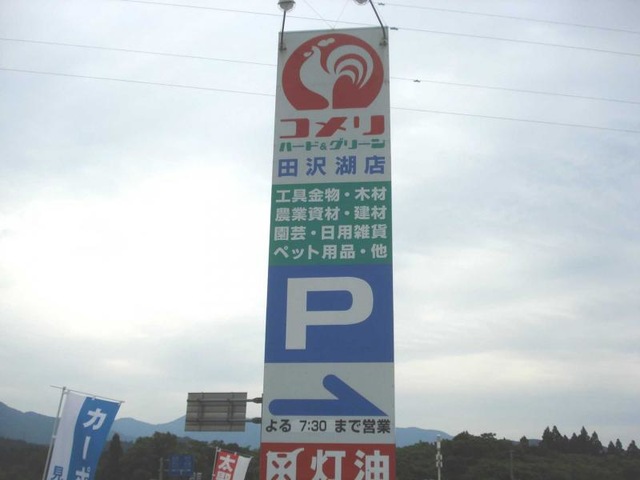 コメリ
ハード&グリーン
田沢湖店
工具金物・木材
農業資材・建材
園芸・日用雑貨
ペット用品・他
P
よる 7:30 まで営業
灯油
カーポ
太